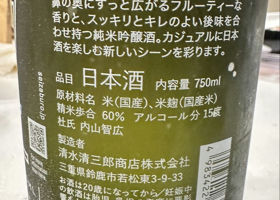 鼻の奥にすっと広がるフルーティーな
香りと、スッキリとキレのよい後味を合
わせ持つ純米吟醸酒。カジュアルに日本
酒を楽しむ新しいシーンを彩ります。
品目 日本酒 内容量 750ml
原材料名 米(国産)、米麹(国産米)
精米歩合 60% アルコール分 15度
杜氏 内山智広
製造者
清水清三郎商店株式会社
三重県鈴鹿市若松東3-9-33
お酒は20歳になってから／妊娠中